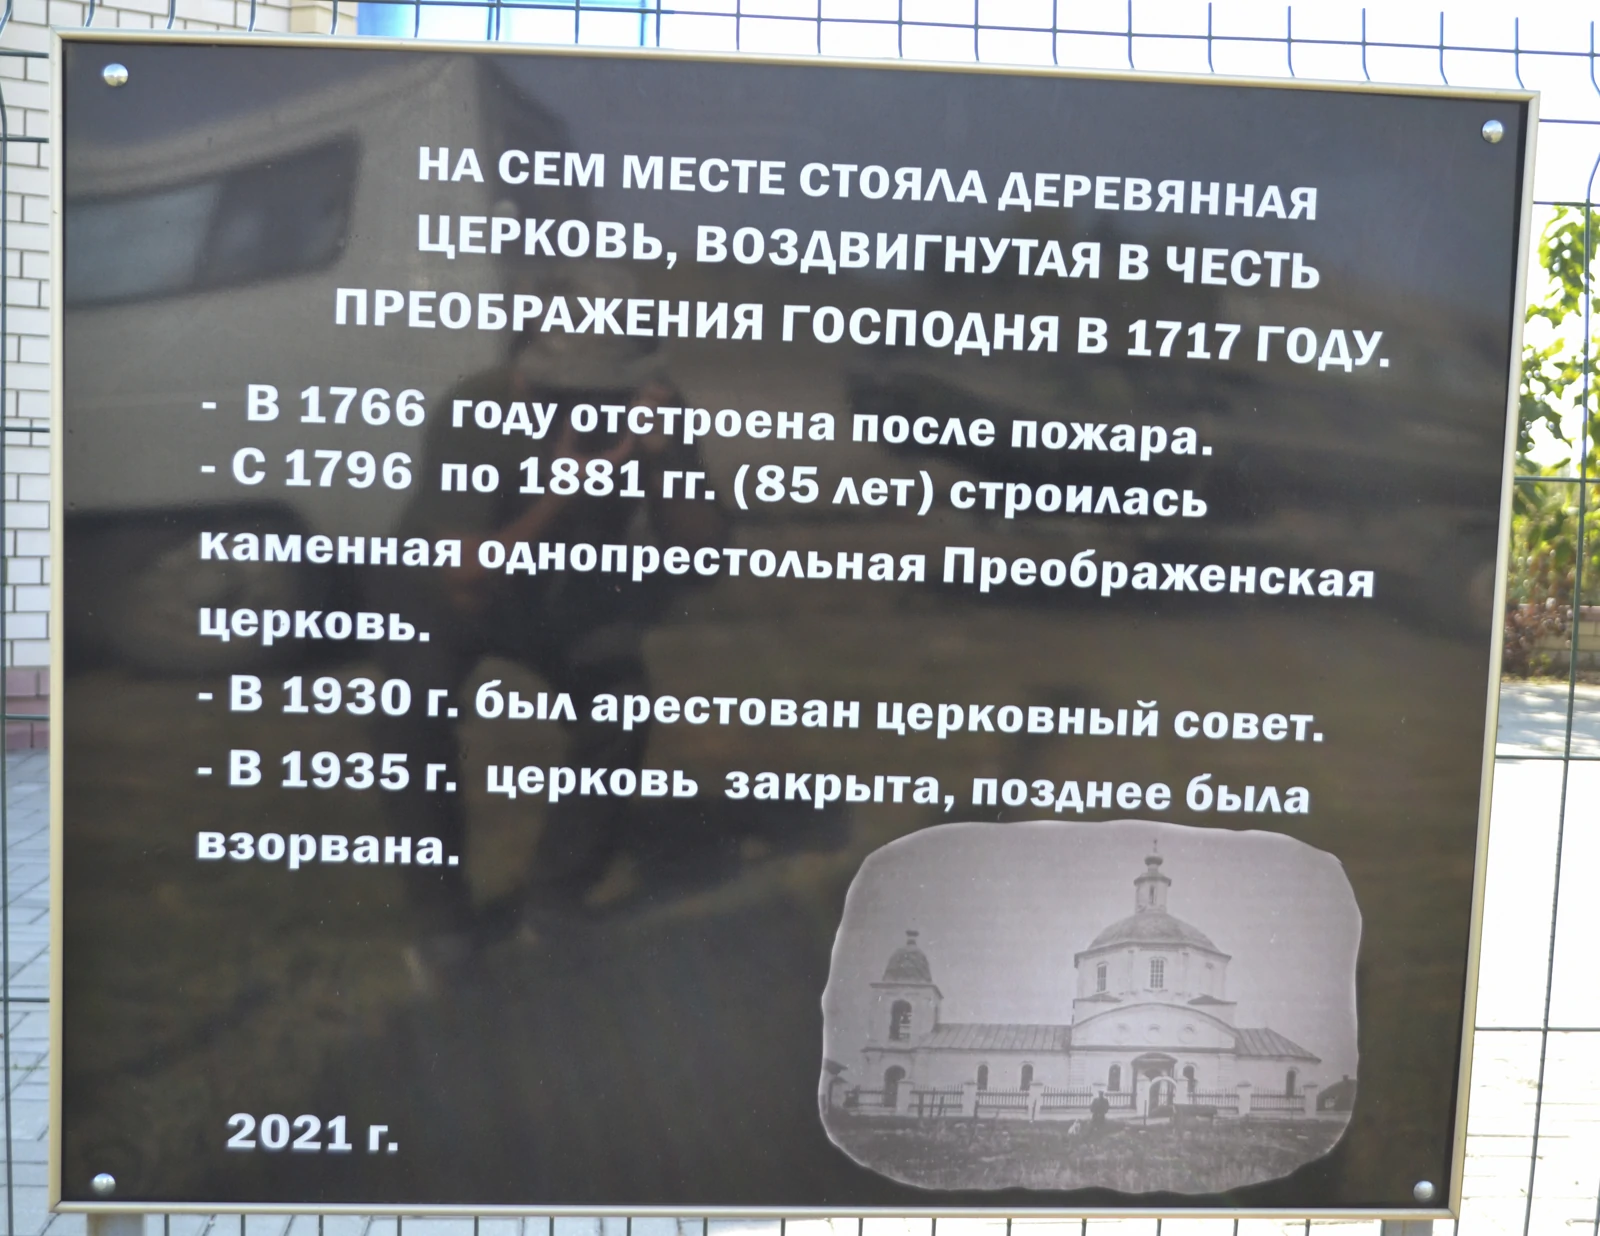 НА СЕМ МЕСТЕ СТОЯЛА ДЕРЕВЯННАЯ
ЦЕРКОВЬ, ВОЗДВИГНУТАЯ В ЧЕСТЬ
ПРЕОБРАЖЕНИЯ ГОСПОДНЯ В 1717 ГОДУ.
- В 1766 году отстроена после пожара.
- С 1796 по 1881 гг. (85 лет) строилась
каменная однопрестольная Преображенская
церковь.
- В 1930 г. был арестован церковный совет.
- В 1935 г. церковь закрыта, позднее была
взорвана.
2021 г.